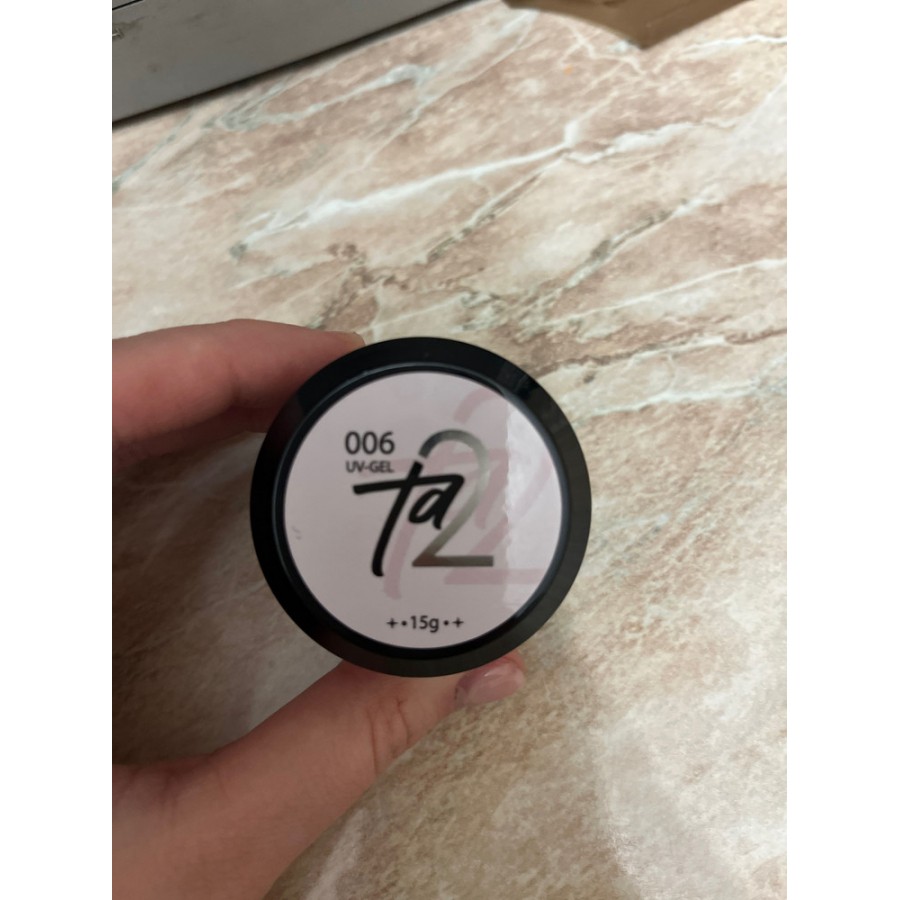 006
UV-GEL
ta2
+•15g•+